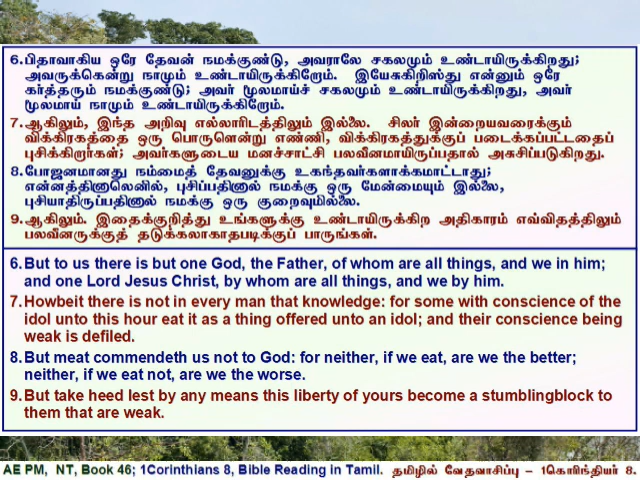 6.பிதாவாகிய ஒரே தேவன் நமக்குண்டு, அவராலே சகலமும் உண்டாயிருக்கிறது;
அவருக்கென்று நாமும் உண்டாயிருக்கிறோம். இயேசுகிறிஸ்து என்னும் ஒரே
கர்த்தரும் நமக்குண்டு; அவர் மூலமாய்ச் சகலமும் உண்டாயிருக்கிறது, அவர்
மூலமாய் நாமும் உண்டாயிருக்கிறோம்.
7.ஆகிலும், இந்த அறிவு எல்லாரிடத்திலும் இல்லை. சிலர் இன்றையவரைக்கும்
விக்கிரகத்தை ஒரு பொருளென்று எண்ணி, விக்கிரகத்துக்குப் படைக்கப்பட்டதைப்
புசிக்கிறார்கள்; அவர்களுடைய மனச்சாட்சி பலவீனமாயிருப்பதால் அசுசிப்படுகிறது.
8.போஜனமானது நம்மைத் தேவனுக்கு உகந்தவர்களாக்கமாட்டாது;
என்னத்தினாலெனில், புசிப்பதினால் நமக்கு ஒரு மேன்மையும் இல்லை,
புசியாதிருப்பதினால் நமக்கு ஒரு குறைவுமில்லை.
9.ஆகிலும். இதைக்குறித்து உங்களுக்கு உண்டாயிருக்கிற அதிகாரம் எவ்விதத்திலும்
பலவீனருக்குத் தடுக்கலாகாதபடிக்குப் பாருங்கள்.
6.But to us there is but one God, the Father, of whom are all things, and we in him;
and one Lord Jesus Christ, by whom are all things, and we by him.
7.Howbeit there is not in every man that knowledge: for some with conscience of the
idol unto this hour eat it as a thing offered unto an idol; and their conscience being
weak is defiled.
8.But meat commendeth us not to God: for neither, if we eat, are we the better;
neither, if we eat not, are we the worse.
9.But take heed lest by any means this liberty of yours become a stumblingblock to
them that are weak.
AE PM, NT, Book 46; 1Corinthians 8, Bible Reading in Tamil. தமிழில் வேதவாசிப்பு – 1கொரிந்தியர் 8.